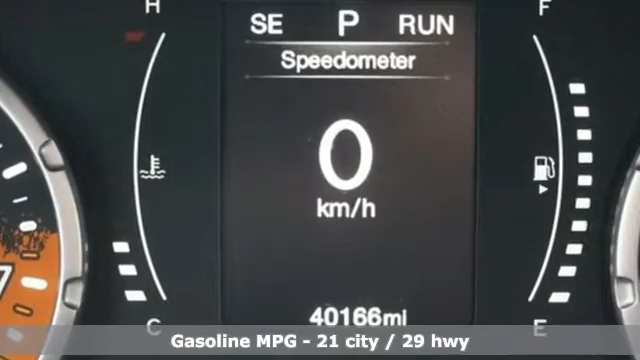 H F
SE P RUN
Speedometer
0
km/h
40166mi
C E
Gasoline MPG - 21 city / 29 hwy